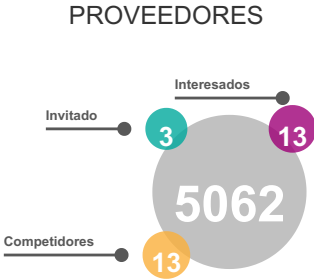 PROVEEDORES
Interesados
13
Invitado
3
5062
Competidores
13